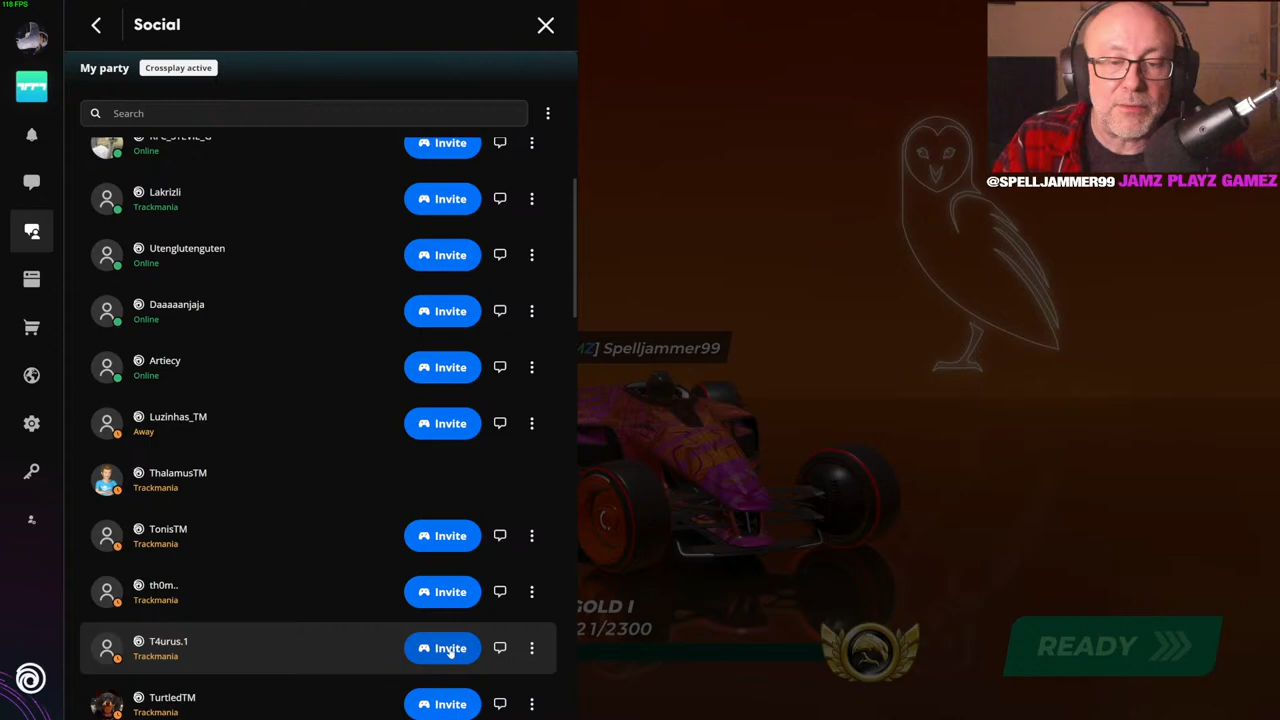 118 FPS
Social
My party
Crossplay active
Search
Online
Invite
Lakrizli
Trackmania
Invite
Utenglutenguten
Online
Invite
Daaaaanjaja
Online
Invite
Artiecy
Online
Invite
Luzinhas_TM
Away
Invite
ThalamusTM
Trackmania
TonisTM
Trackmania
Invite
th0m..
Trackmania
Invite
T4urus.1
Trackmania
Invite
TurtledTM
Invite
@SPELLJAMMER99 JAMZ PLAYZ GAMEZ
MZ] Spelljammer99
GOLD I
21/2300
READY